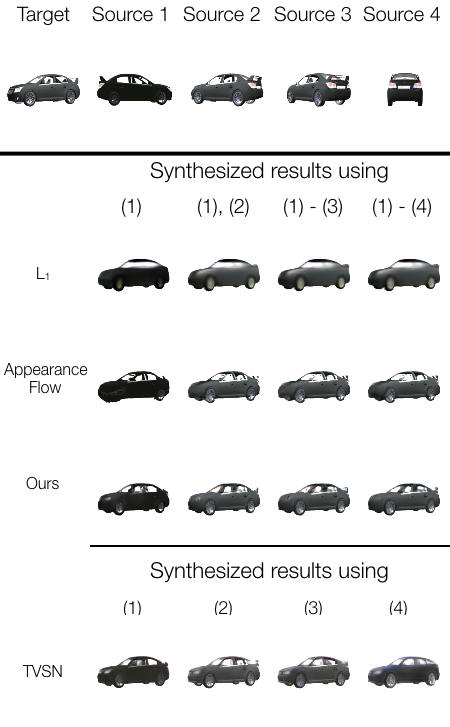 Target Source 1 Source 2 Source 3 Source 4
Synthesized results using
(1) (1), (2) (1) - (3) (1) - (4)
L₁
Appearance
Flow
Ours
Synthesized results using
(1) (2) (3) (4)
TVSN